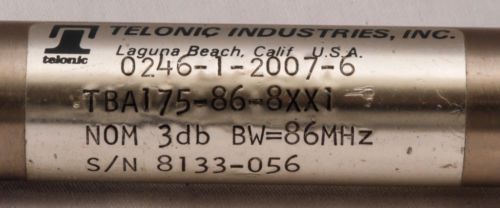 TELONIC INDUSTRIES, INC.
telonic
Laguna Beach, Calif. U.S.A.
0246-1-2007-6
TBA175-86-8XX1
NOM 3db BW=86MHz
S/N 8133-056